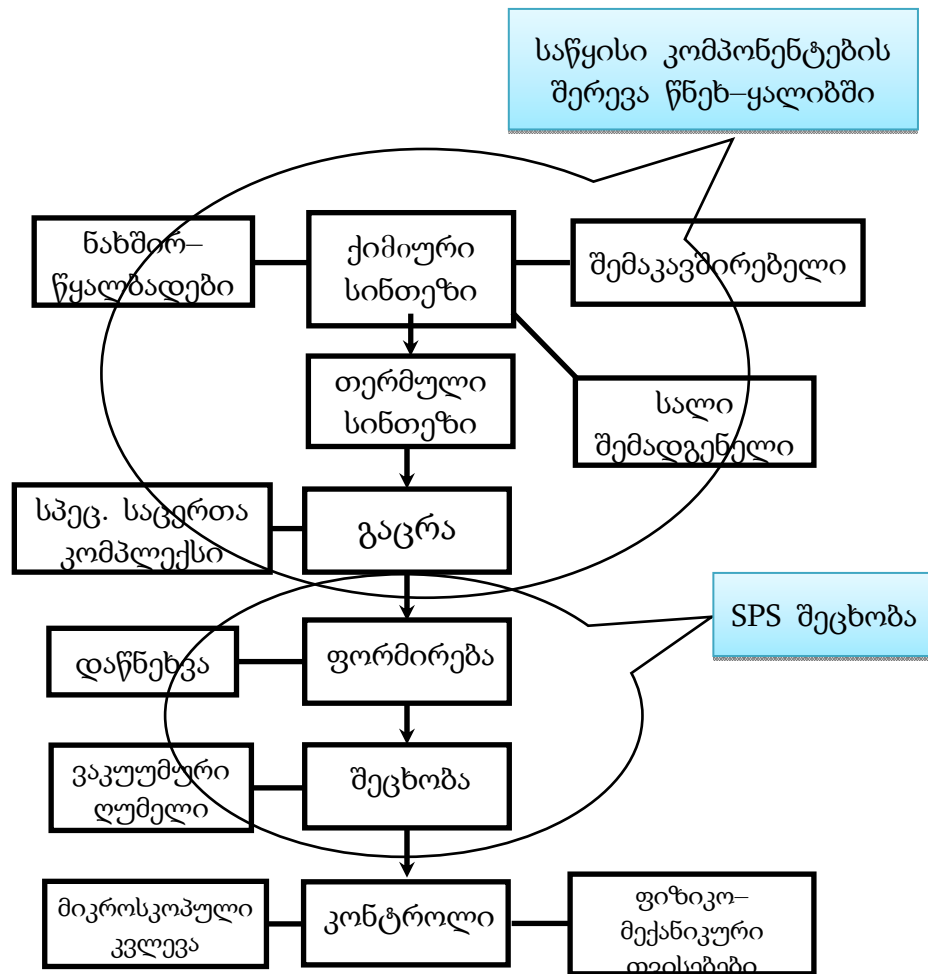 საწყისი კომპონენტების
შერევა წნეხ–ყალიბში
ნახშირ–
წყალბადები
ქიმიური
სინთეზი
შემაკავშირებელი
თერმული
სინთეზი
სალი
შემადგენელი
სპეც. საცერთა
კომპლექსი
გაცრა
SPS შეცხობა
დაწნეხვა
ფორმირება
ვაკუუმური
ღუმელი
შეცხობა
მიკროსკოპული
კვლევა
კონტროლი
ფიზიკო–
მექანიკური
თვისებები